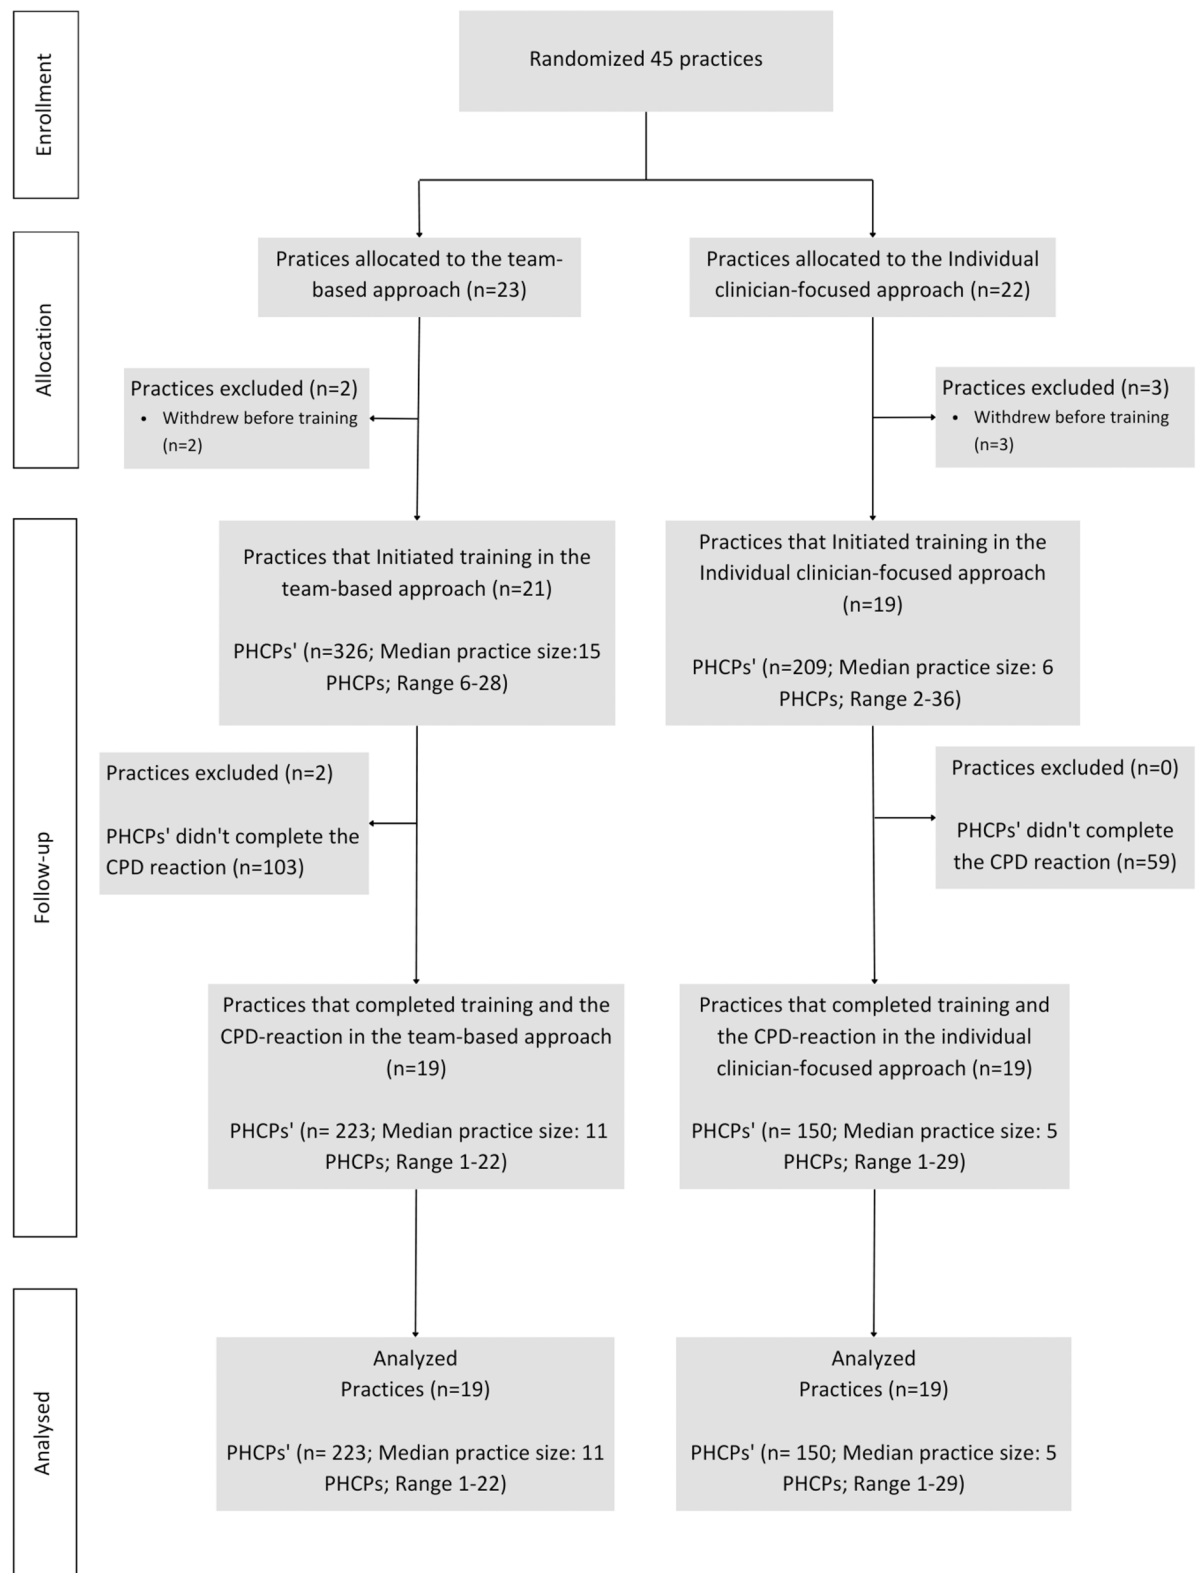 Enrollment
Randomized 45 practices
Allocation
Pratices allocated to the team-
based approach (n=23)
Practices allocated to the Individual
clinician-focused approach (n=22)
Practices excluded (n=2)
• Withdrew before training
(n=2)
Practices excluded (n=3)
• Withdrew before training
(n=3)
Follow-up
Practices that Initiated training in the
team-based approach (n=21)
PHCPs' (n=326; Median practice size:15
PHCPs; Range 6-28)
Practices that Initiated training in the
Individual clinician-focused approach
(n=19)
PHCPs' (n=209; Median practice size: 6
PHCPs; Range 2-36)
Practices excluded (n=2)
PHCPs' didn't complete the
CPD reaction (n=103)
Practices excluded (n=0)
PHCPs' didn't complete
the CPD reaction (n=59)
Practices that completed training and the
CPD-reaction in the team-based approach
(n=19)
PHCPs' (n= 223; Median practice size: 11
PHCPs; Range 1-22)
Practices that completed training and
the CPD-reaction in the individual
clinician-focused approach (n=19)
PHCPs' (n= 150; Median practice size: 5
PHCPs; Range 1-29)
Analysed
Analyzed
Practices (n=19)
PHCPs' (n= 223; Median practice size: 11
PHCPs; Range 1-22)
Analyzed
Practices (n=19)
PHCPs' (n= 150; Median practice size: 5
PHCPs; Range 1-29)